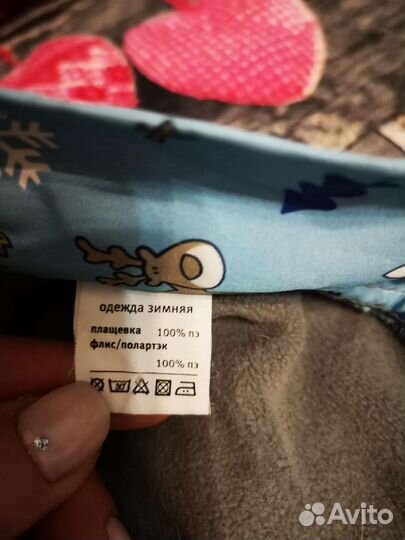 одежда зимняя
плащевка 100% пэ
флис/полартэк
100% пэ
30
Avito